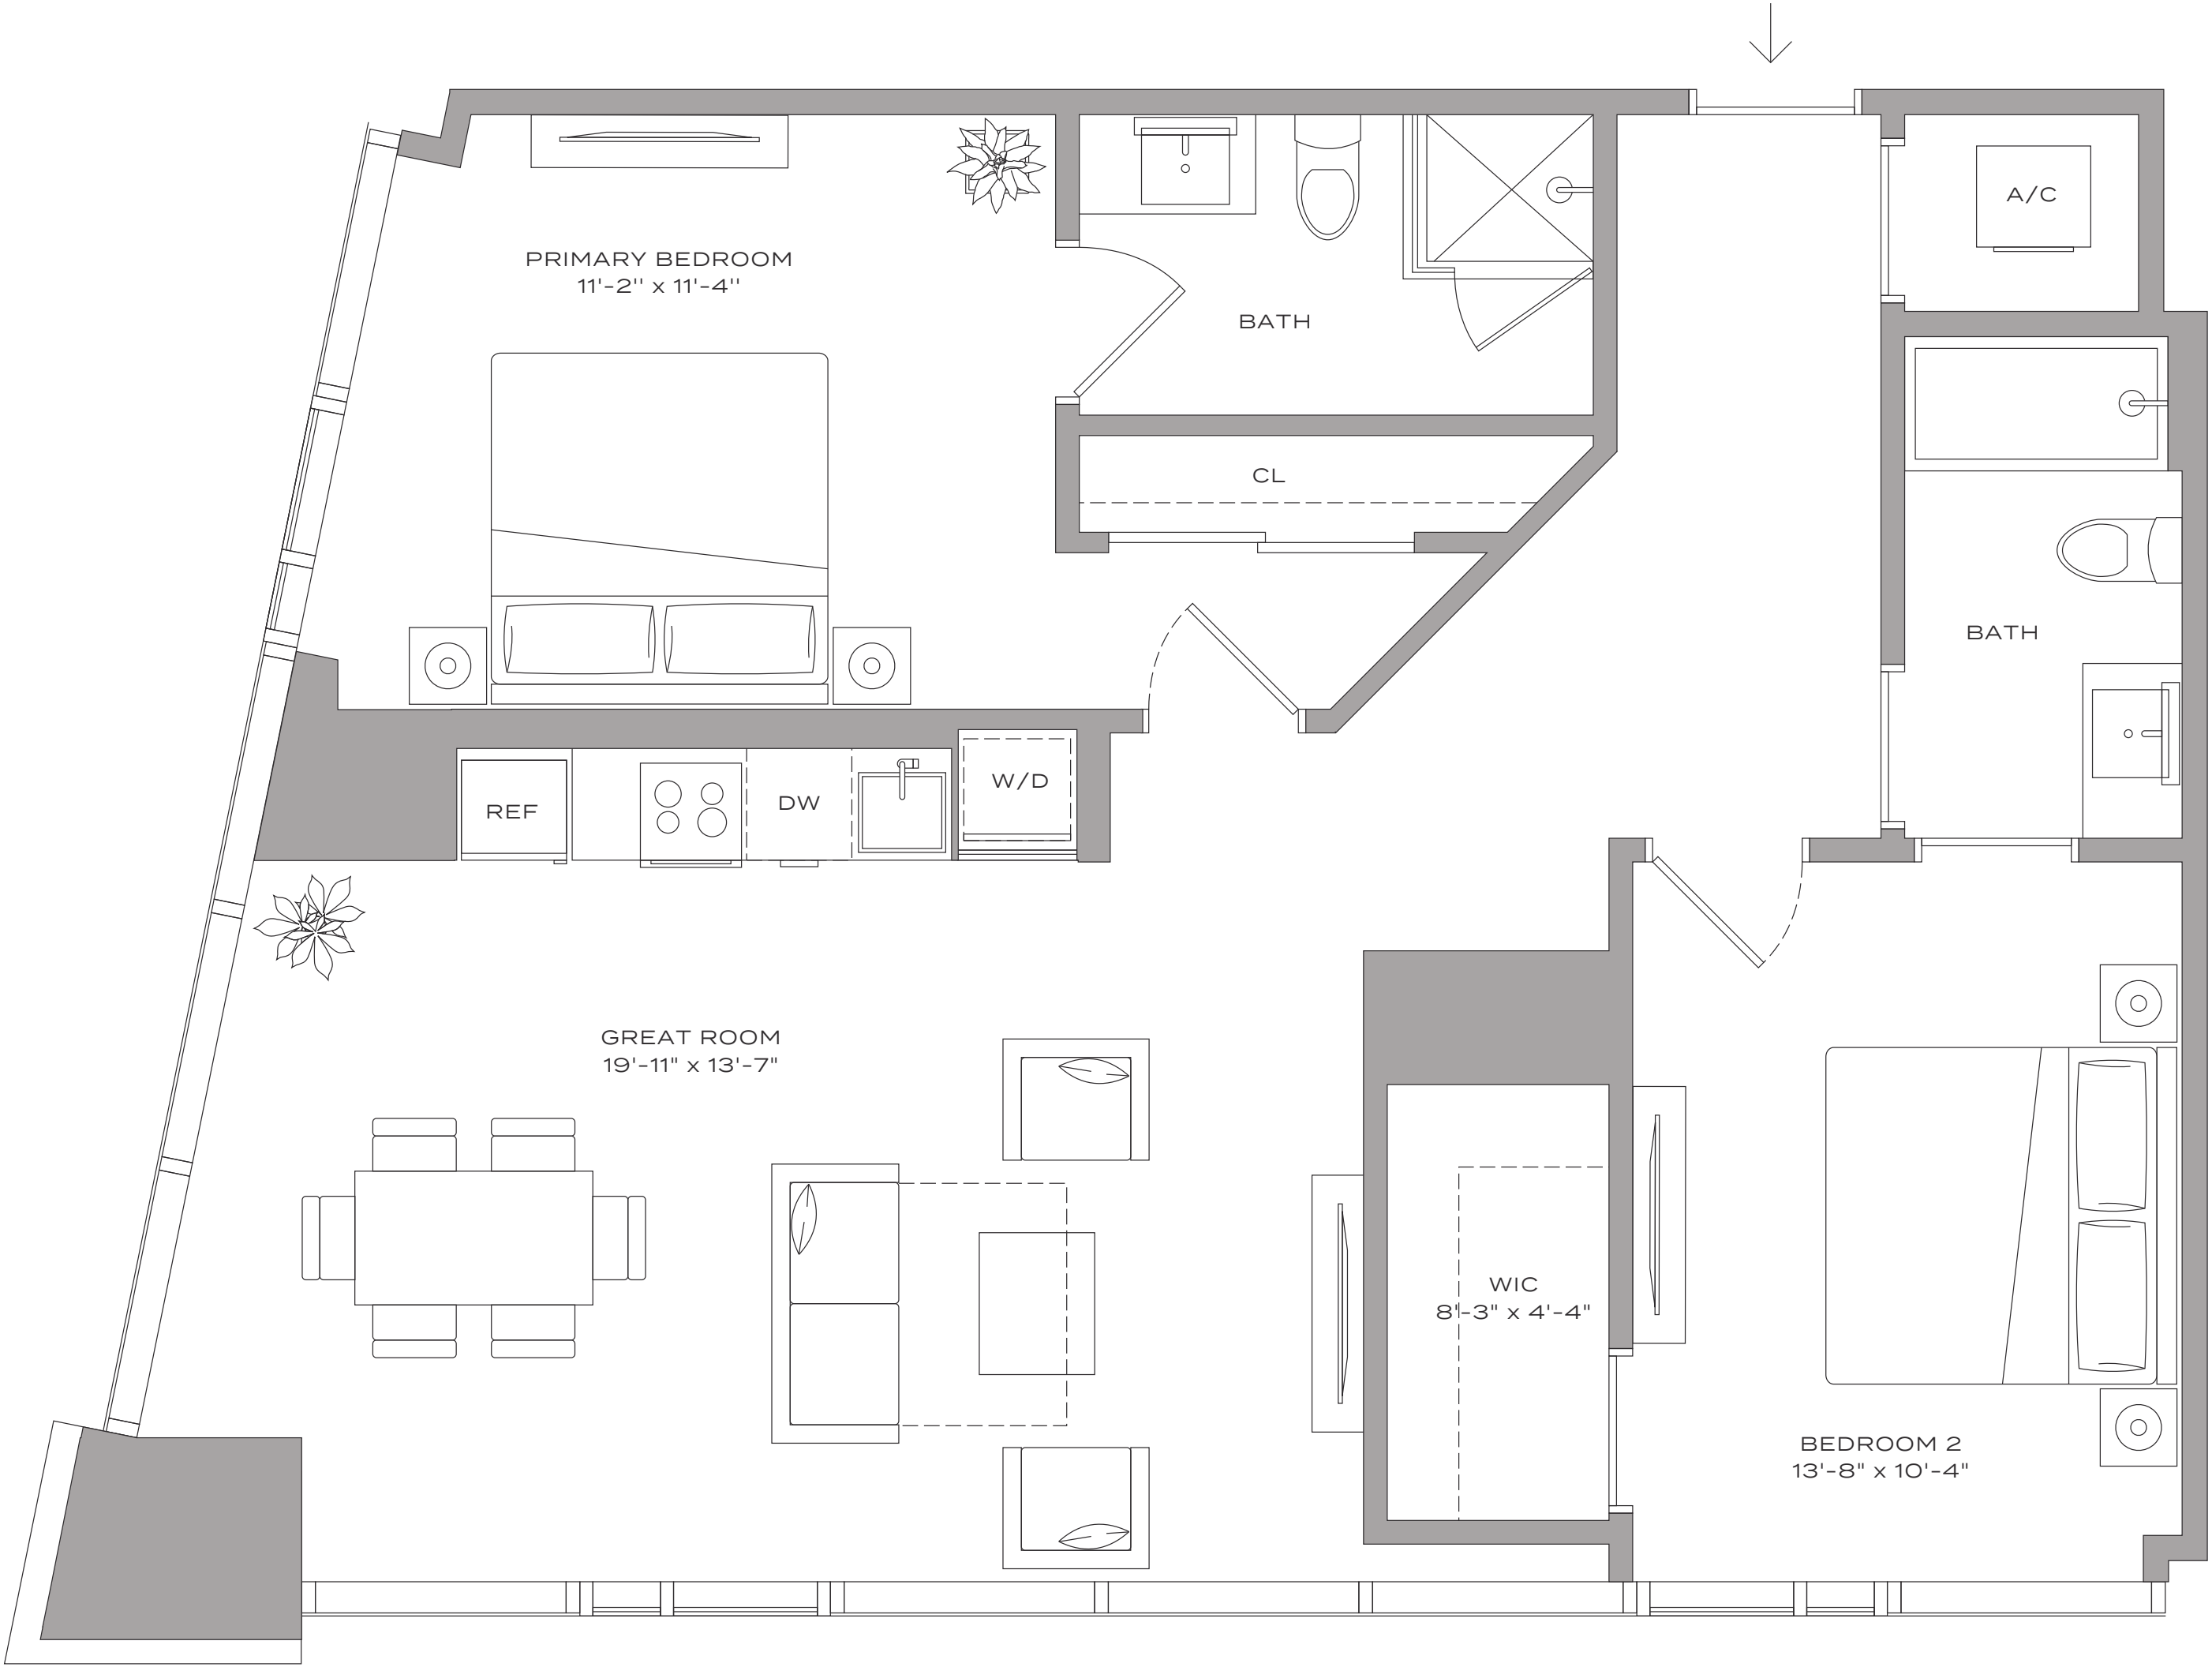 A/C
PRIMARY BEDROOM
11'-2'' x 11'-4''
BATH
CL
BATH
W/D
DW
REF
GREAT ROOM
19'-11" x 13'-7"
WIC
8'-3" x 4'-4"
BEDROOM 2
13'-8" x 10'-4"